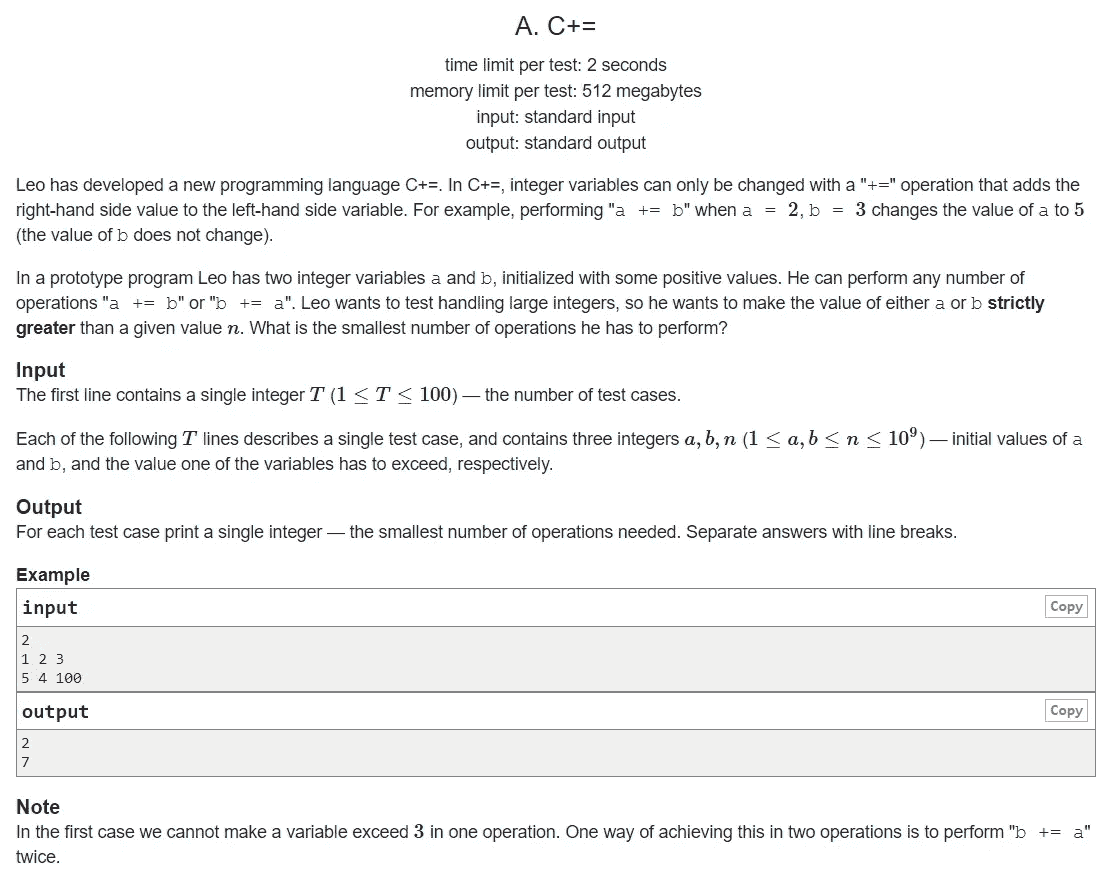 A. C+=
time limit per test: 2 seconds
memory limit per test: 512 megabytes
input: standard input
output: standard output
Leo has developed a new programming language C+=. In C+=, integer variables can only be changed with a "+=" operation that adds the
right-hand side value to the left-hand side variable. For example, performing "a += b" when a = 2, b = 3 changes the value of a to 5
(the value of b does not change).
In a prototype program Leo has two integer variables a and b, initialized with some positive values. He can perform any number of
operations "a += b" or "b += a". Leo wants to test handling large integers, so he wants to make the value of either a or b strictly
greater than a given value n. What is the smallest number of operations he has to perform?
Input
The first line contains a single integer T (1 ≤ T ≤ 100) — the number of test cases.
Each of the following T lines describes a single test case, and contains three integers a, b, n (1 ≤ a, b ≤ n ≤ 10⁹) — initial values of a
and b, and the value one of the variables has to exceed, respectively.
Output
For each test case print a single integer — the smallest number of operations needed. Separate answers with line breaks.
Example
input Copy
2
1 2 3
5 4 100
output Copy
2
7
Note
In the first case we cannot make a variable exceed 3 in one operation. One way of achieving this in two operations is to perform "b += a"
twice.